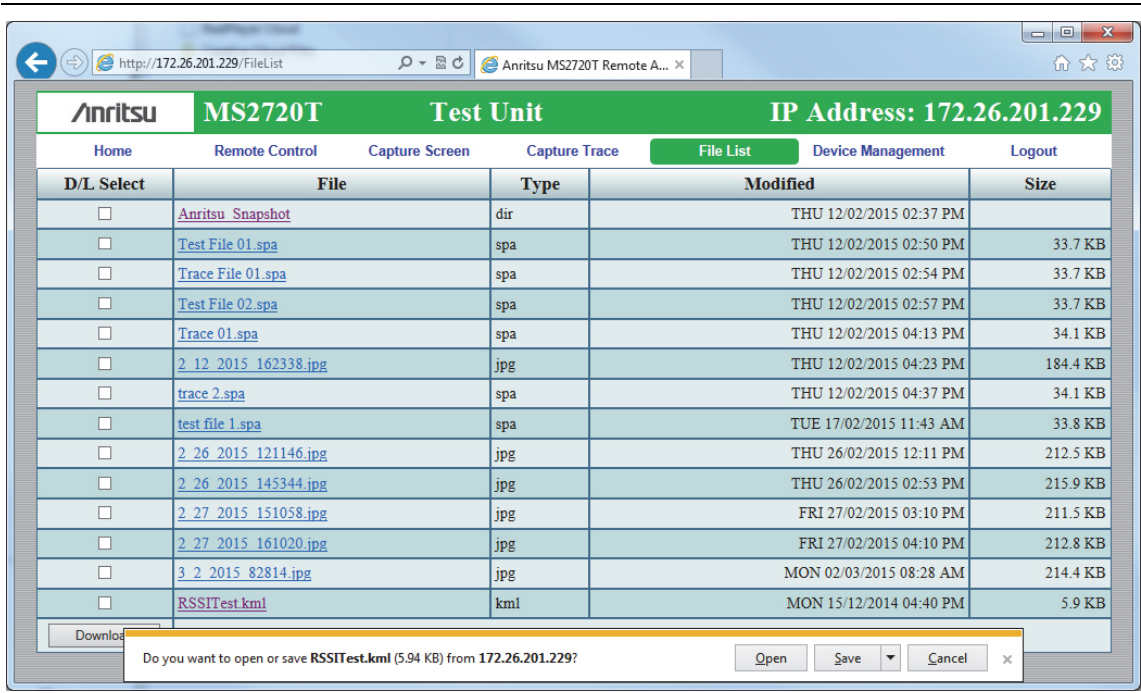 http://172.26.201.229/FileList
Anritsu MS2720T Remote A...
Anritsu MS2720T Test Unit IP Address: 172.26.201.229
Home Remote Control Capture Screen Capture Trace File List Device Management Logout
D/L Select File Type Modified Size
Anritsu_Snapshot dir THU 12/02/2015 02:37 PM
Test File 01.spa spa THU 12/02/2015 02:50 PM 33.7 KB
Trace File 01.spa spa THU 12/02/2015 02:54 PM 33.7 KB
Test File 02.spa spa THU 12/02/2015 02:57 PM 33.7 KB
Trace 01.spa spa THU 12/02/2015 04:13 PM 34.1 KB
2_12_2015_162338.jpg jpg THU 12/02/2015 04:23 PM 184.4 KB
trace 2.spa spa THU 12/02/2015 04:37 PM 34.1 KB
test file 1.spa spa TUE 17/02/2015 11:43 AM 33.8 KB
2_26_2015_121146.jpg jpg THU 26/02/2015 12:11 PM 212.5 KB
2_26_2015_145344.jpg jpg THU 26/02/2015 02:53 PM 215.9 KB
2_27_2015_151058.jpg jpg FRI 27/02/2015 03:10 PM 211.5 KB
2_27_2015_161020.jpg jpg FRI 27/02/2015 04:10 PM 212.8 KB
3_2_2015_82814.jpg jpg MON 02/03/2015 08:28 AM 214.4 KB
RSSITest.kml kml MON 15/12/2014 04:40 PM 5.9 KB
Downloa
Do you want to open or save RSSITest.kml (5.94 KB) from 172.26.201.229? Open Save Cancel